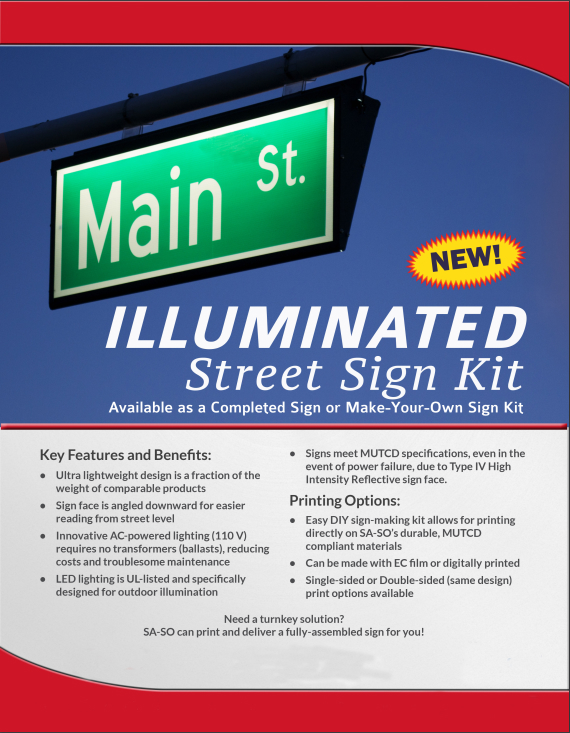 Main St.
NEW!
ILLUMINATED
Street Sign Kit
Available as a Completed Sign or Make-Your-Own Sign Kit
Key Features and Benefits:
• Ultra lightweight design is a fraction of the
weight of comparable products
• Sign face is angled downward for easier
reading from street level
• Innovative AC-powered lighting (110 V)
requires no transformers (ballasts), reducing
costs and troublesome maintenance
• LED lighting is UL-listed and specifically
designed for outdoor illumination
• Signs meet MUTCD specifications, even in the
event of power failure, due to Type IV High
Intensity Reflective sign face.
Printing Options:
• Easy DIY sign-making kit allows for printing
directly on SA-SO's durable, MUTCD
compliant materials
• Can be made with EC film or digitally printed
• Single-sided or Double-sided (same design)
print options available
Need a turnkey solution?
SA-SO can print and deliver a fully-assembled sign for you!